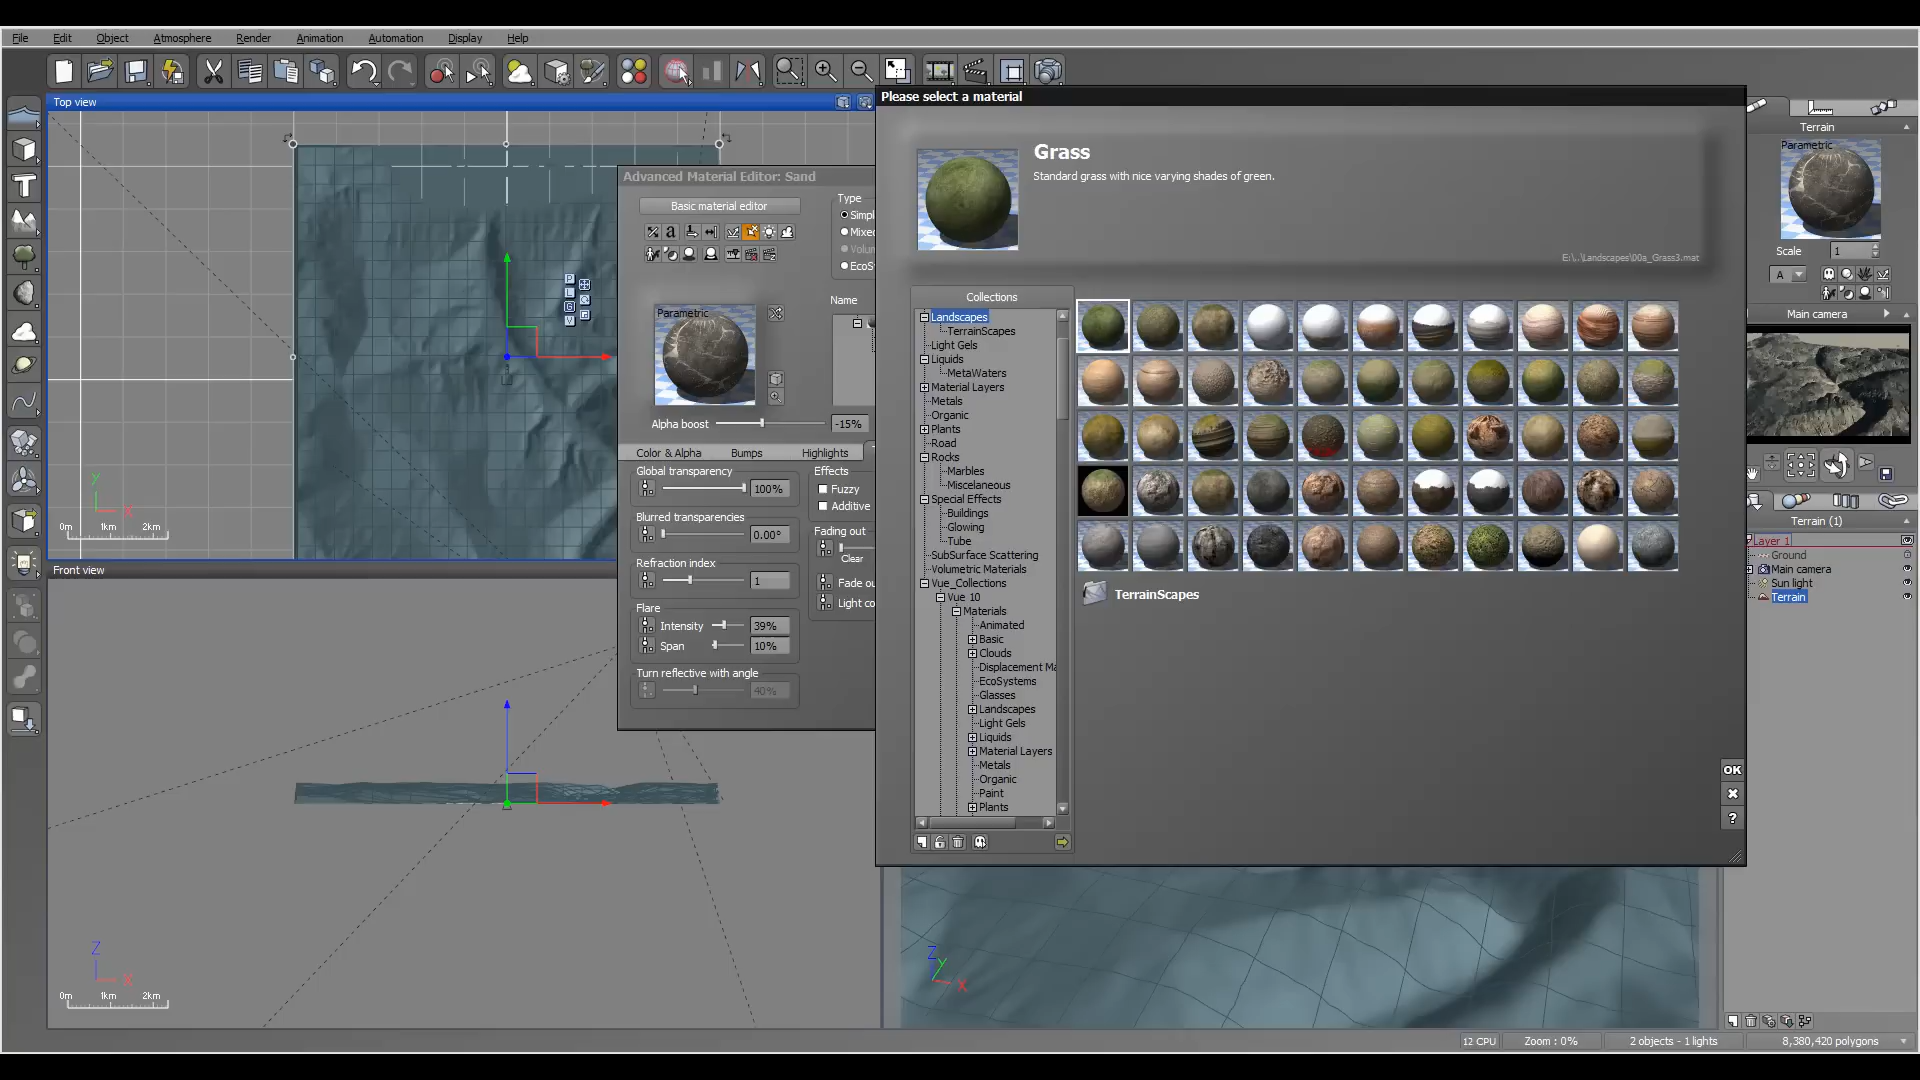 File Edit Object Atmosphere Render Animation Automation Display Help
Top view
Please select a material
Grass
Standard grass with nice varying shades of green.
E:\..\Landscapes\00a_Grass3.mat
Advanced Material Editor: Sand
Basic material editor
Type
Simpl
Mixe
Volu
EcoS
Parametric
Name
Alpha boost
-15%
Color & Alpha Bumps Highlights
Global transparency
100%
Blurred transparencies
0.00°
Refraction index
1
Flare
Intensity 39%
Span 10%
Turn reflective with angle
40%
Effects
Fuzzy
Additive
Fading out
Clear
Fade ou
Light co
Collections
Landscapes
TerrainScapes
Light Gels
Liquids
MetaWaters
Material Layers
Metals
Organic
Plants
Road
Rocks
Marbles
Miscelaneous
Special Effects
Buildings
Glowing
Tube
SubSurface Scattering
Volumetric Materials
Vue_Collections
Vue 10
Materials
Animated
Basic
Clouds
Displacement Ma
EcoSystems
Glasses
Landscapes
Light Gels
Liquids
Material Layers
Metals
Organic
Paint
Plants
TerrainScapes
OK
?
Terrain
Parametric
Scale 1
A
Main camera
Terrain (1)
Layer 1
Ground
Main camera
Sun light
Terrain
Y
X
0m 1km 2km
Front view
Z
X
0m 1km 2km
Z
Y
X
12 CPU Zoom : 0% 2 objects - 1 lights 8,380,420 polygons